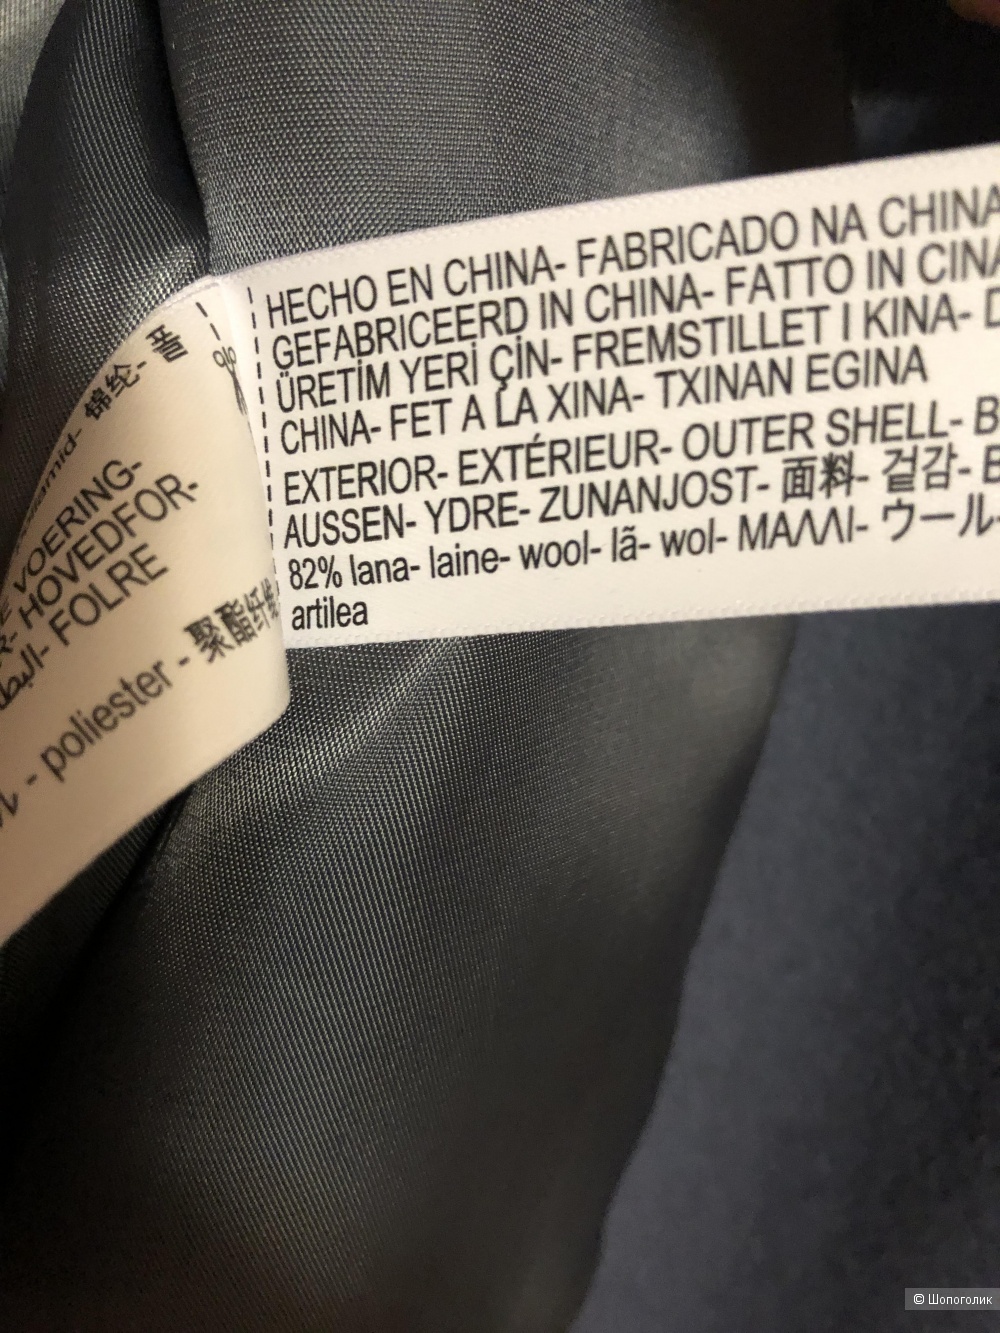 HECHO EN CHINA- FABRICADO NA CHINA
GEFABRICEERD IN CHINA- FATTO IN CINA
ÜRETİM YERİ ÇİN- FREMSTILLET I KINA-
CHINA- FET A LA XINA- TXINAN EGINA
EXTERIOR- EXTÉRIEUR- OUTER SHELL-
AUSSEN- YDRE- ZUNANJOST- 面料- 겉감-
82% lana- laine- wool- lã- wol- ΜΑΛΛΙ- ウール-
artilea
锦纶- 폴
VOERING-
HOVEDFOR-
FOLRE
- poliester - 聚酯纤维
© Шопоголик